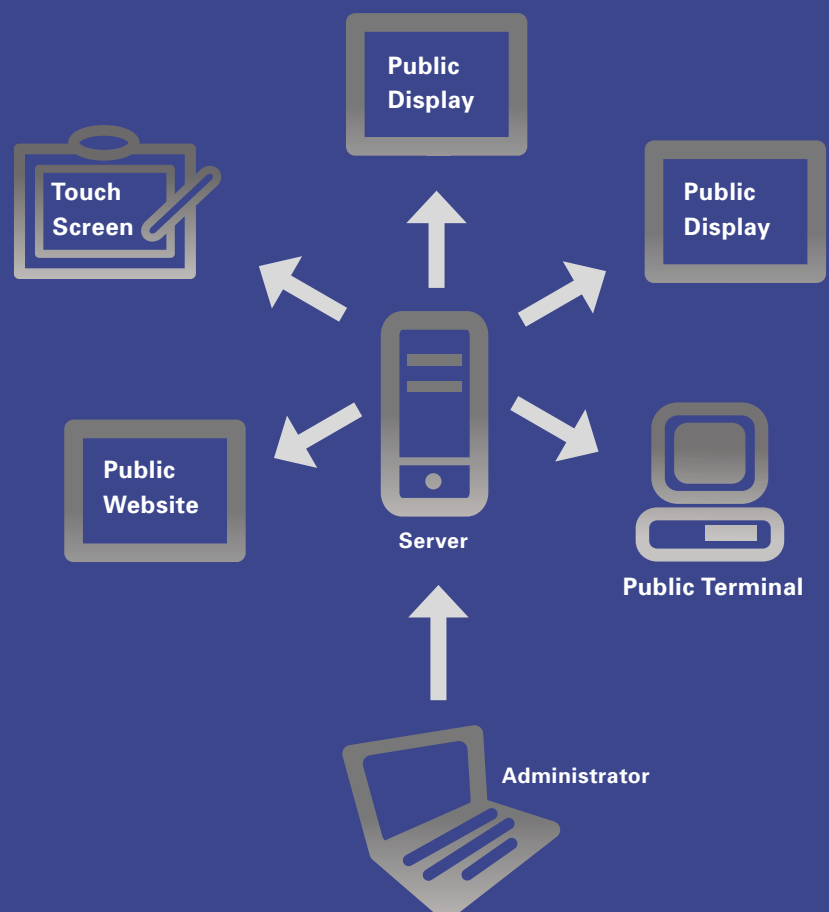 Public
Display
Touch
Screen
Public
Display
Public
Website
Server
Public Terminal
Administrator